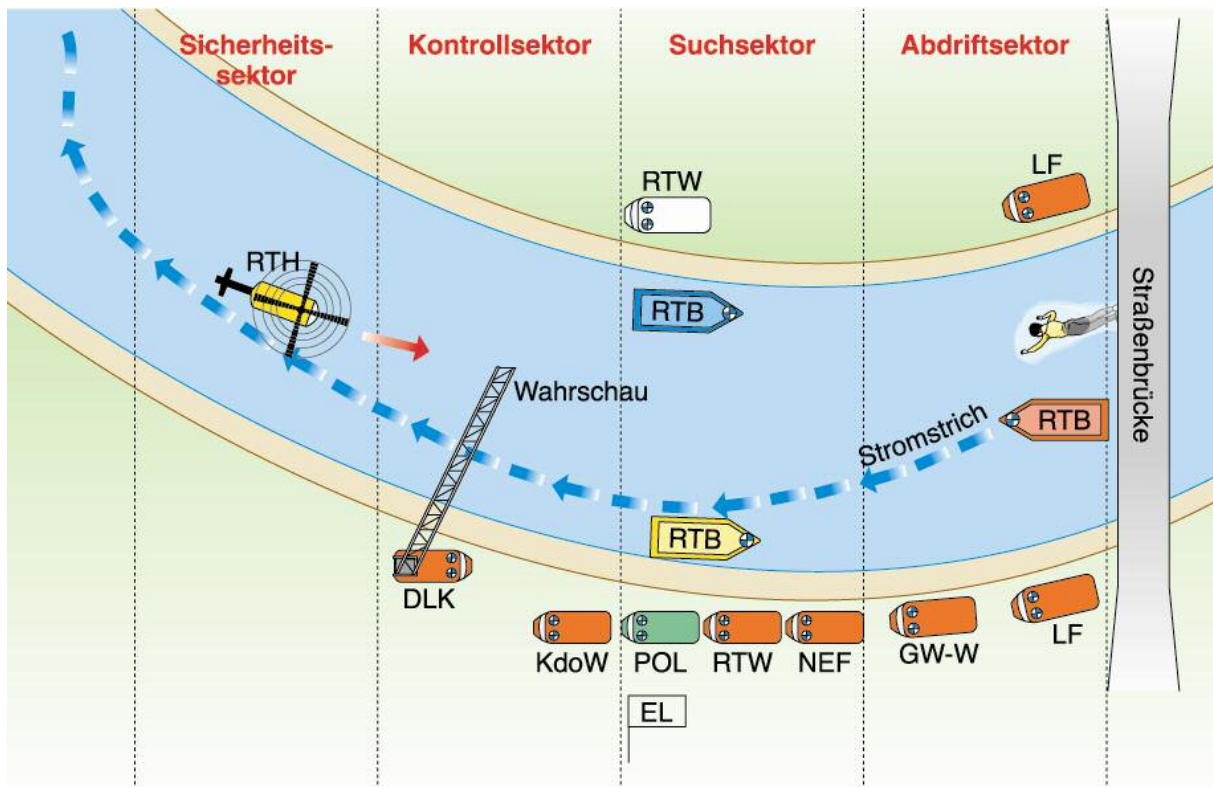 Sicherheits-
sektor
Kontrollsektor
Suchsektor
Abdriftsektor
RTW
LF
RTH
RTB
Straßenbrücke
Wahrschau
Stromstrich
RTB
RTB
DLK
KdoW
POL
RTW
NEF
GW-W
LF
EL